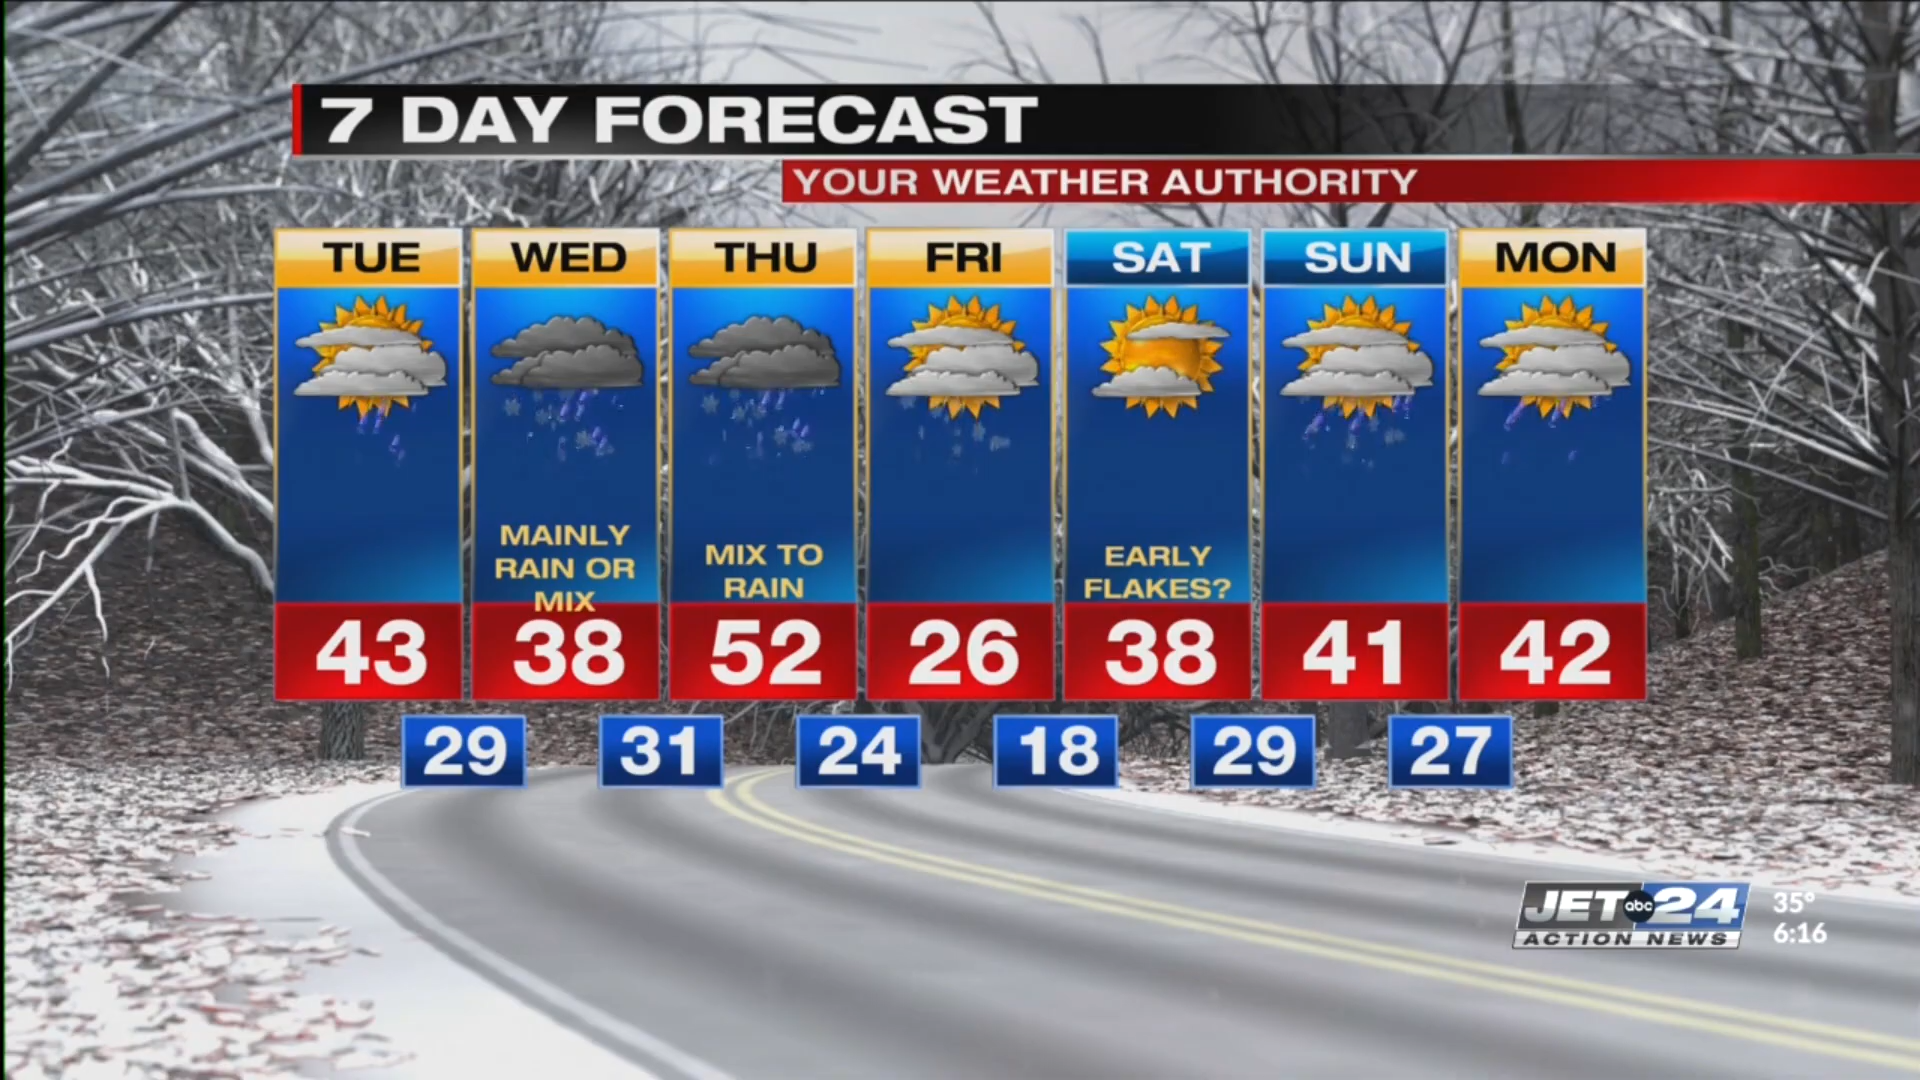 7 DAY FORECAST
YOUR WEATHER AUTHORITY
TUE WED THU FRI SAT SUN MON
MAINLY
RAIN OR
MIX
MIX TO
RAIN
EARLY
FLAKES?
43 38 52 26 38 41 42
29 31 24 18 29 27
JET abc 24
ACTION NEWS
35°
6:16